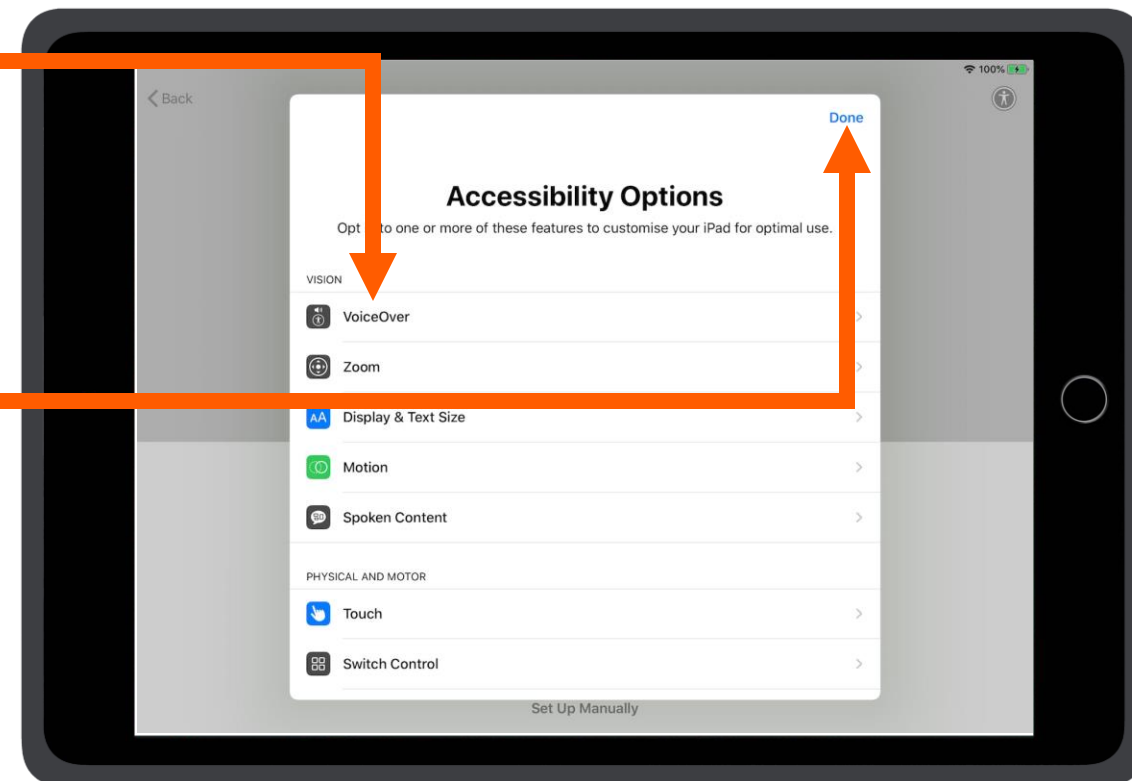 100%
Back
Done
Accessibility Options
Opt to one or more of these features to customise your iPad for optimal use.
VISION
VoiceOver
Zoom
AA Display & Text Size
Motion
Spoken Content
PHYSICAL AND MOTOR
Touch
Switch Control
Set Up Manually